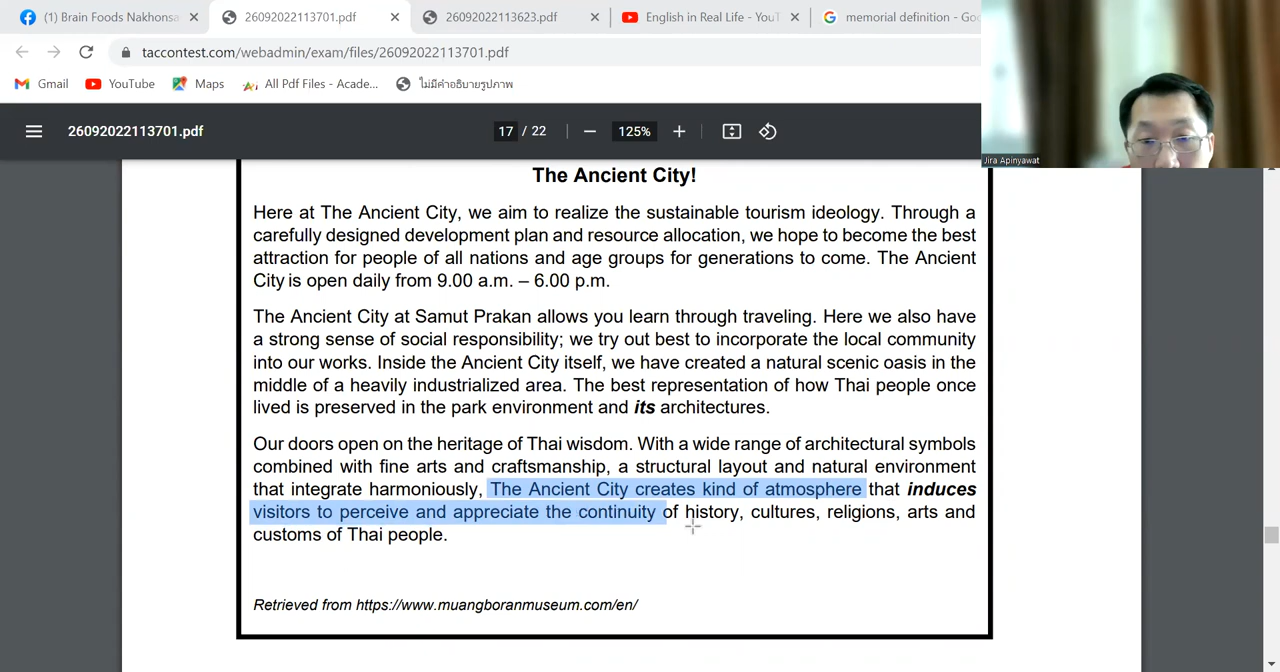 (1) Brain Foods Nakhonsa
26092022113701.pdf
26092022113623.pdf
English in Real Life - YouT
memorial definition - Goo
taccontest.com/webadmin/exam/files/26092022113701.pdf
Gmail
YouTube
Maps
All Pdf Files - Acade...
ไม่มีคำอธิบายรูปภาพ
26092022113701.pdf
17 / 22
125%
Jira Apinyawat
The Ancient City!
Here at The Ancient City, we aim to realize the sustainable tourism ideology. Through a
carefully designed development plan and resource allocation, we hope to become the best
attraction for people of all nations and age groups for generations to come. The Ancient
City is open daily from 9.00 a.m. – 6.00 p.m.
The Ancient City at Samut Prakan allows you learn through traveling. Here we also have
a strong sense of social responsibility; we try out best to incorporate the local community
into our works. Inside the Ancient City itself, we have created a natural scenic oasis in the
middle of a heavily industrialized area. The best representation of how Thai people once
lived is preserved in the park environment and its architectures.
Our doors open on the heritage of Thai wisdom. With a wide range of architectural symbols
combined with fine arts and craftsmanship, a structural layout and natural environment
that integrate harmoniously, The Ancient City creates kind of atmosphere that induces
visitors to perceive and appreciate the continuity of history, cultures, religions, arts and
customs of Thai people.
Retrieved from https://www.muangboranmuseum.com/en/